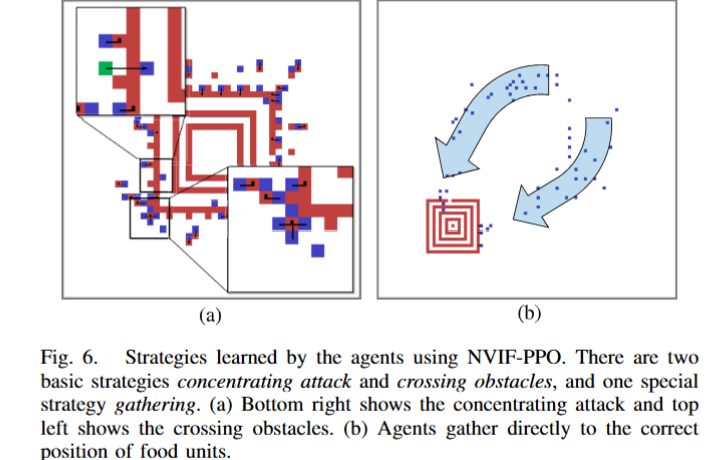 (a)
(b)
Fig. 6. Strategies learned by the agents using NVIF-PPO. There are two
basic strategies concentrating attack and crossing obstacles, and one special
strategy gathering. (a) Bottom right shows the concentrating attack and top
left shows the crossing obstacles. (b) Agents gather directly to the correct
position of food units.